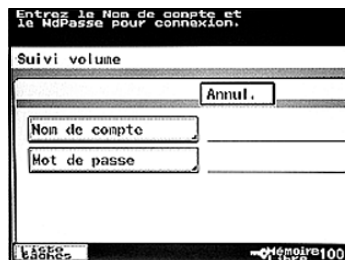 Entrez le Nom de compte et
le MdPasse pour connexion.
Suivi volume
Annul.
Nom de compte
Mot de passe
Liste
tâches
Mémoire 100
Libre